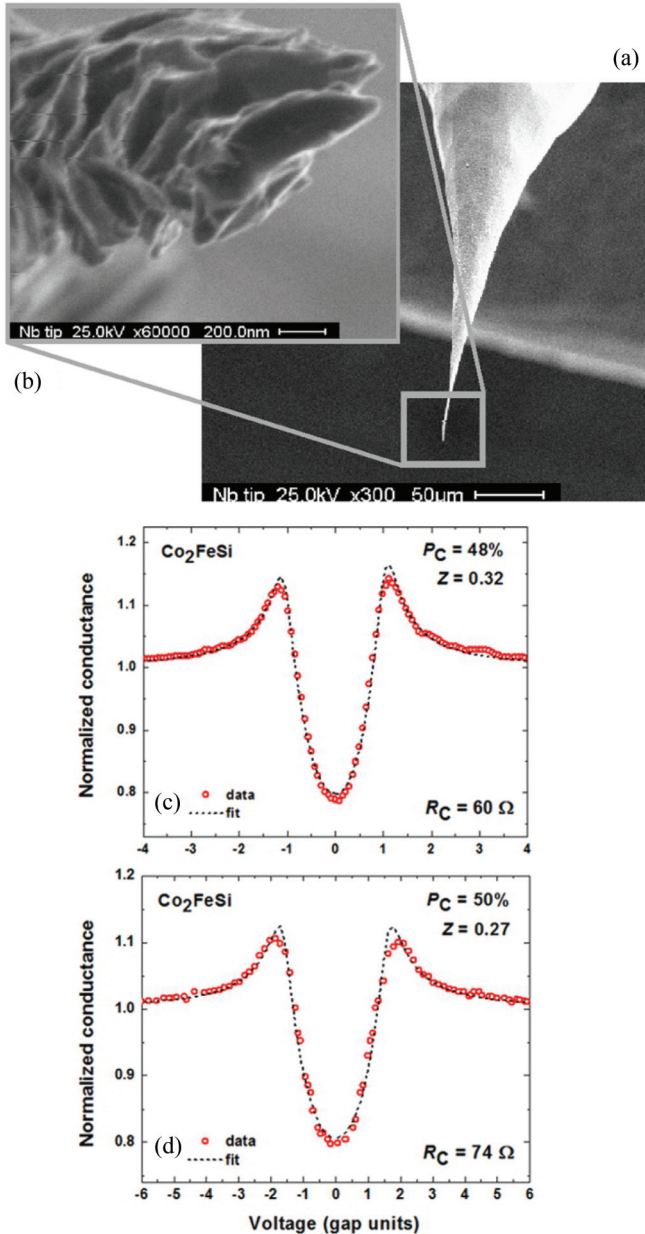 (a)
Nb tip 25.0kV x60000 200.0nm
(b)
Nb tip 25.0kV x300 50µm
Normalized conductance
1.2
1.1
1.0
0.9
0.8
Co₂FeSi
P_C = 48%
Z = 0.32
(c)
data
fit
R_C = 60 Ω
-4 -3 -2 -1 0 1 2 3 4
Normalized conductance
1.2
1.1
1.0
0.9
0.8
Co₂FeSi
P_C = 50%
Z = 0.27
(d)
data
fit
R_C = 74 Ω
-6 -5 -4 -3 -2 -1 0 1 2 3 4 5 6
Voltage (gap units)